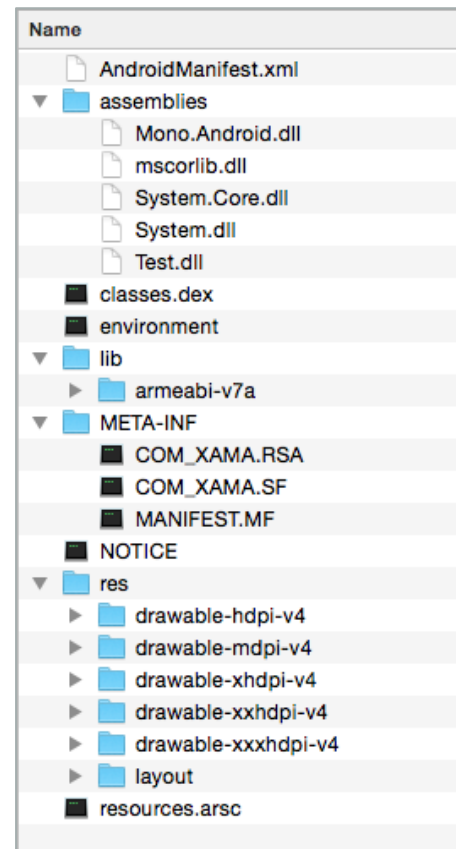 Name
AndroidManifest.xml
assemblies
Mono.Android.dll
mscorlib.dll
System.Core.dll
System.dll
Test.dll
classes.dex
environment
lib
armeabi-v7a
META-INF
COM_XAMA.RSA
COM_XAMA.SF
MANIFEST.MF
NOTICE
res
drawable-hdpi-v4
drawable-mdpi-v4
drawable-xhdpi-v4
drawable-xxhdpi-v4
drawable-xxxhdpi-v4
layout
resources.arsc